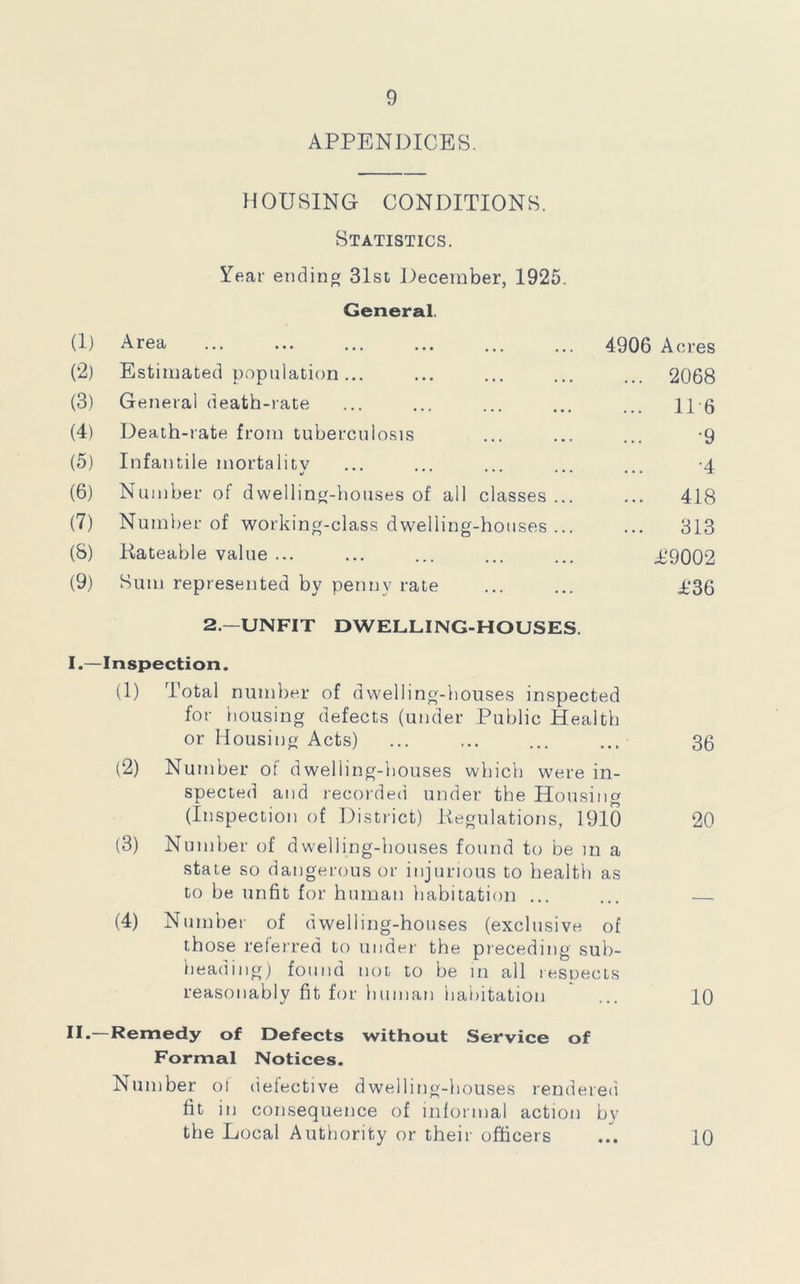 9
APPENDICES.
HOUSING CONDITIONS.
STATISTICS.
Year ending 31st December, 1925.
General.
(1) Area ... ... ... ... ... ... 4906 Acres
(2) Estimated population ... ... ... ... ... 2068
(3) General death-rate ... ... ... ... ... 11·6
(4) Death-rate from tuberculosis ... ... ... ·9
(5) Infantile mortality ... ... ... ... ... ·4
(6) Number of dwelling-houses of all classes ... ... 418
(7) Number of working-class dwelling-houses ... ... 313
(8) Rateable value ... ... ... ... ... £9002
(9) Sum represented by penny rate ... ... £36
2.—UNFIT DWELLING-HOUSES.
I.—Inspection.
(1) Total number of dwelling-houses inspected
for housing defects (under Public Health
or Housing Acts) ... ... ... ... 36
(2) Number of dwelling-houses which were in-
spected and recorded under the Housing
(Inspection of District) Regulations, 1910 20
(3) Number of dwelling-houses found to be in a
state so dangerous or injurious to health as
to be unfit for human habitation ... ... —
(4) Number of dwelling-houses (exclusive of
those referred to under the preceding sub-
heading) found not to be in all respects
reasonably fit for human habitation ... 10
II.—Remedy of Defects without Service of
Formal Notices.
Number of defective dwelling-houses rendered
fit in consequence of informal action by
the Local Authority or their officers ... 10